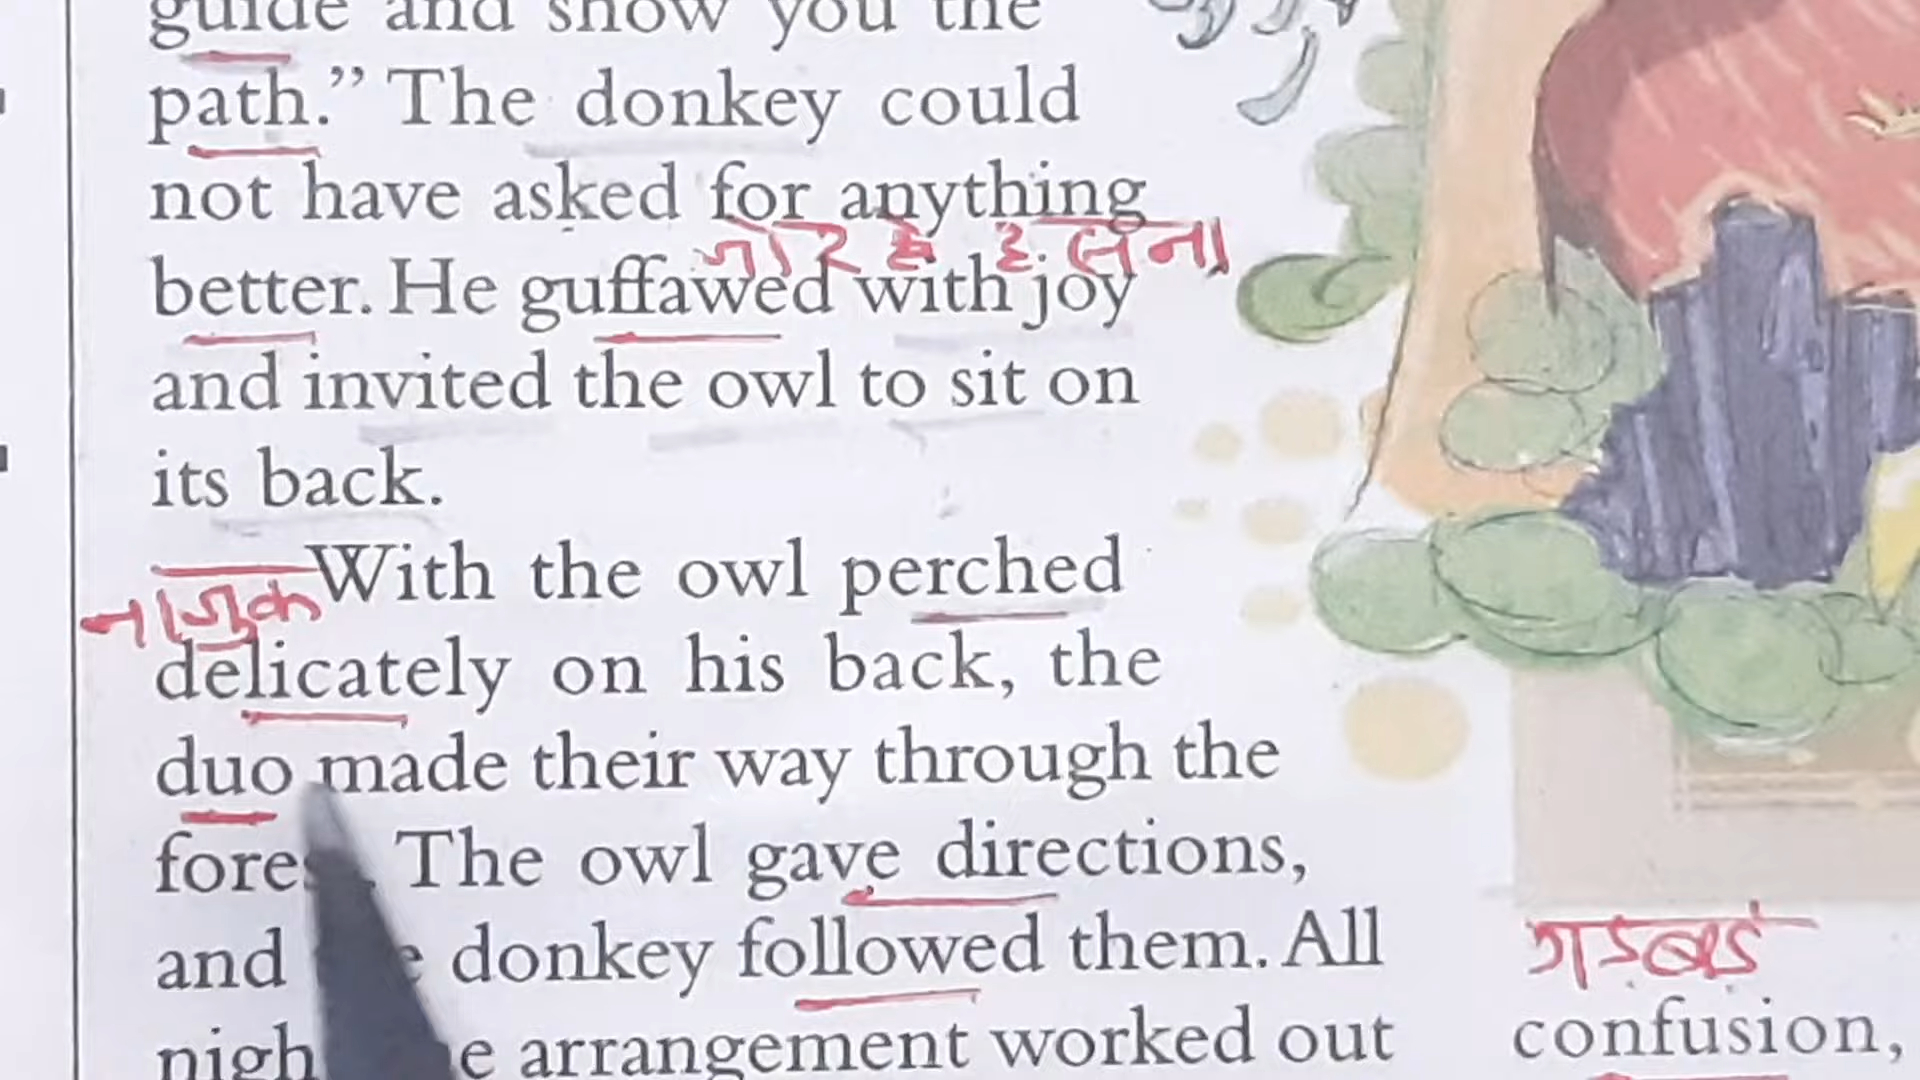 guide and show you the
path.” The donkey could
not have asked for anything
जोर से हंसना
better. He guffawed with joy
and invited the owl to sit on
its back.
With the owl perched
नाजुक
delicately on his back, the
duo made their way through the
The owl gave directions,
and donkey followed them. All
arrangement worked out
गड़बड़
confusion,